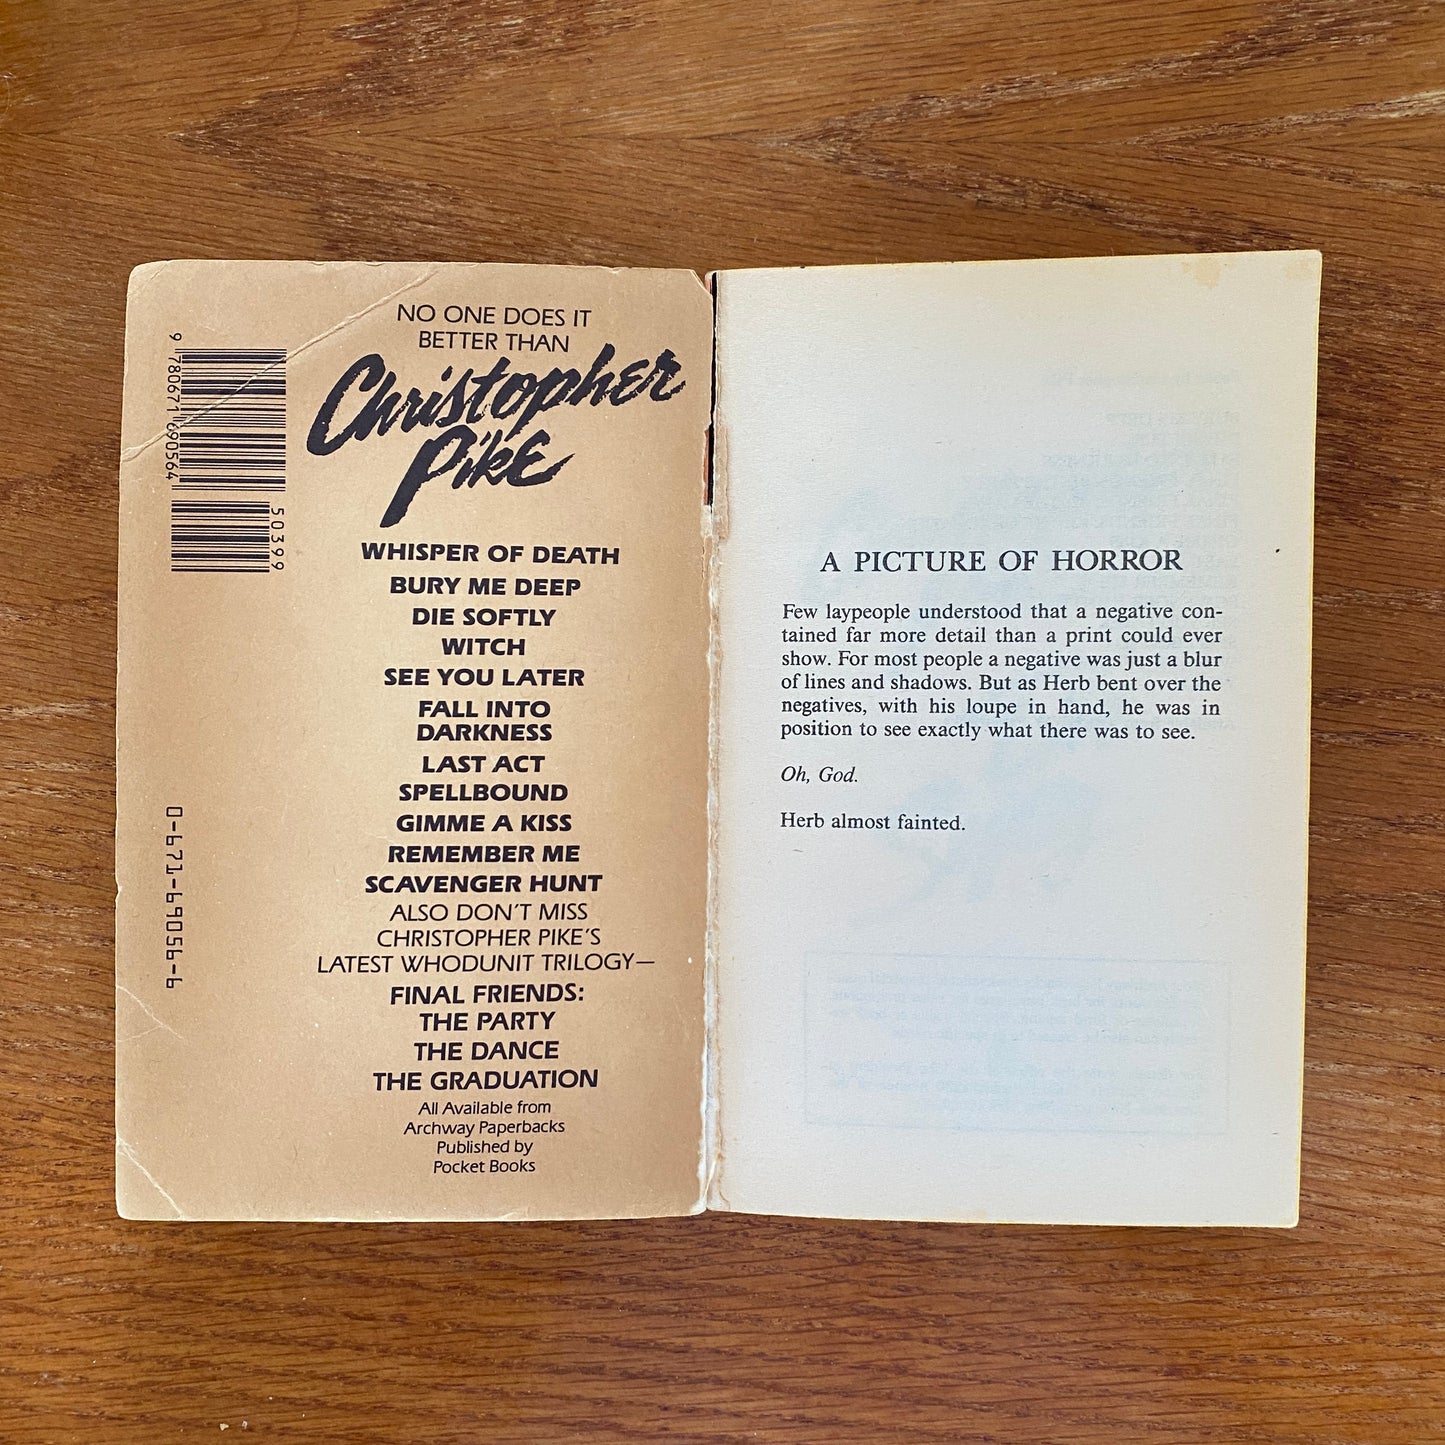 NO ONE DOES IT
BETTER THAN
Christopher
Pike
WHISPER OF DEATH
BURY ME DEEP
DIE SOFTLY
WITCH
SEE YOU LATER
FALL INTO
DARKNESS
LAST ACT
SPELLBOUND
GIMME A KISS
REMEMBER ME
SCAVENGER HUNT
ALSO DON'T MISS
CHRISTOPHER PIKE'S
LATEST WHODUNIT TRILOGY—
FINAL FRIENDS:
THE PARTY
THE DANCE
THE GRADUATION
All Available from
Archway Paperbacks
Published by
Pocket Books
9 780671 690564
50399
0-671-69056-6
A PICTURE OF HORROR
Few laypeople understood that a negative con-
tained far more detail than a print could ever
show. For most people a negative was just a blur
of lines and shadows. But as Herb bent over the
negatives, with his loupe in hand, he was in
position to see exactly what there was to see.
Oh, God.
Herb almost fainted.